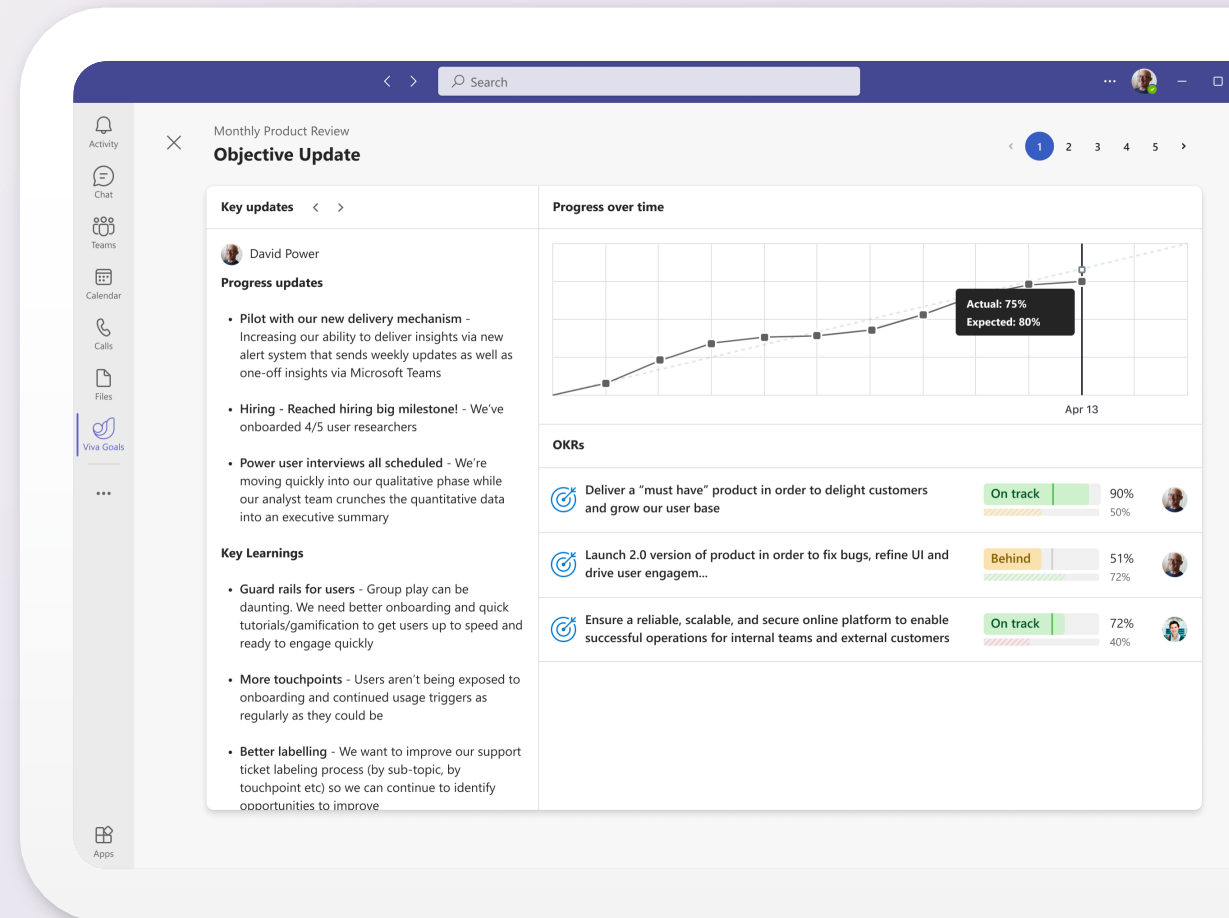 Search
Activity
Chat
Teams
Calendar
Calls
Files
Viva Goals
Apps
Monthly Product Review
Objective Update
1 2 3 4 5
Key updates
David Power
Progress updates
• Pilot with our new delivery mechanism -
Increasing our ability to deliver insights via new
alert system that sends weekly updates as well as
one-off insights via Microsoft Teams
• Hiring - Reached hiring big milestone! - We’ve
onboarded 4/5 user researchers
• Power user interviews all scheduled - We’re
moving quickly into our qualitative phase while
our analyst team crunches the quantitative data
into an executive summary
Key Learnings
• Guard rails for users - Group play can be
daunting. We need better onboarding and quick
tutorials/gamification to get users up to speed and
ready to engage quickly
• More touchpoints - Users aren’t being exposed to
onboarding and continued usage triggers as
regularly as they could be
• Better labelling - We want to improve our support
ticket labeling process (by sub-topic, by
touchpoint etc) so we can continue to identify
opportunities to improve
Progress over time
Actual: 75%
Expected: 80%
Apr 13
OKRs
Deliver a “must have” product in order to delight customers
and grow our user base
On track
90%
50%
Launch 2.0 version of product in order to fix bugs, refine UI and
drive user engagem...
Behind
51%
72%
Ensure a reliable, scalable, and secure online platform to enable
successful operations for internal teams and external customers
On track
72%
40%